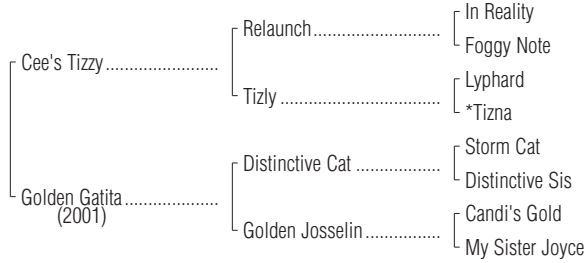 In Reality
Relaunch
Foggy Note
Cee's Tizzy
Lyphard
Tizly
*Tizna
Storm Cat
Distinctive Cat
Distinctive Sis
Golden Gatita
(2001)
Candi's Gold
Golden Josselin
My Sister Joyce